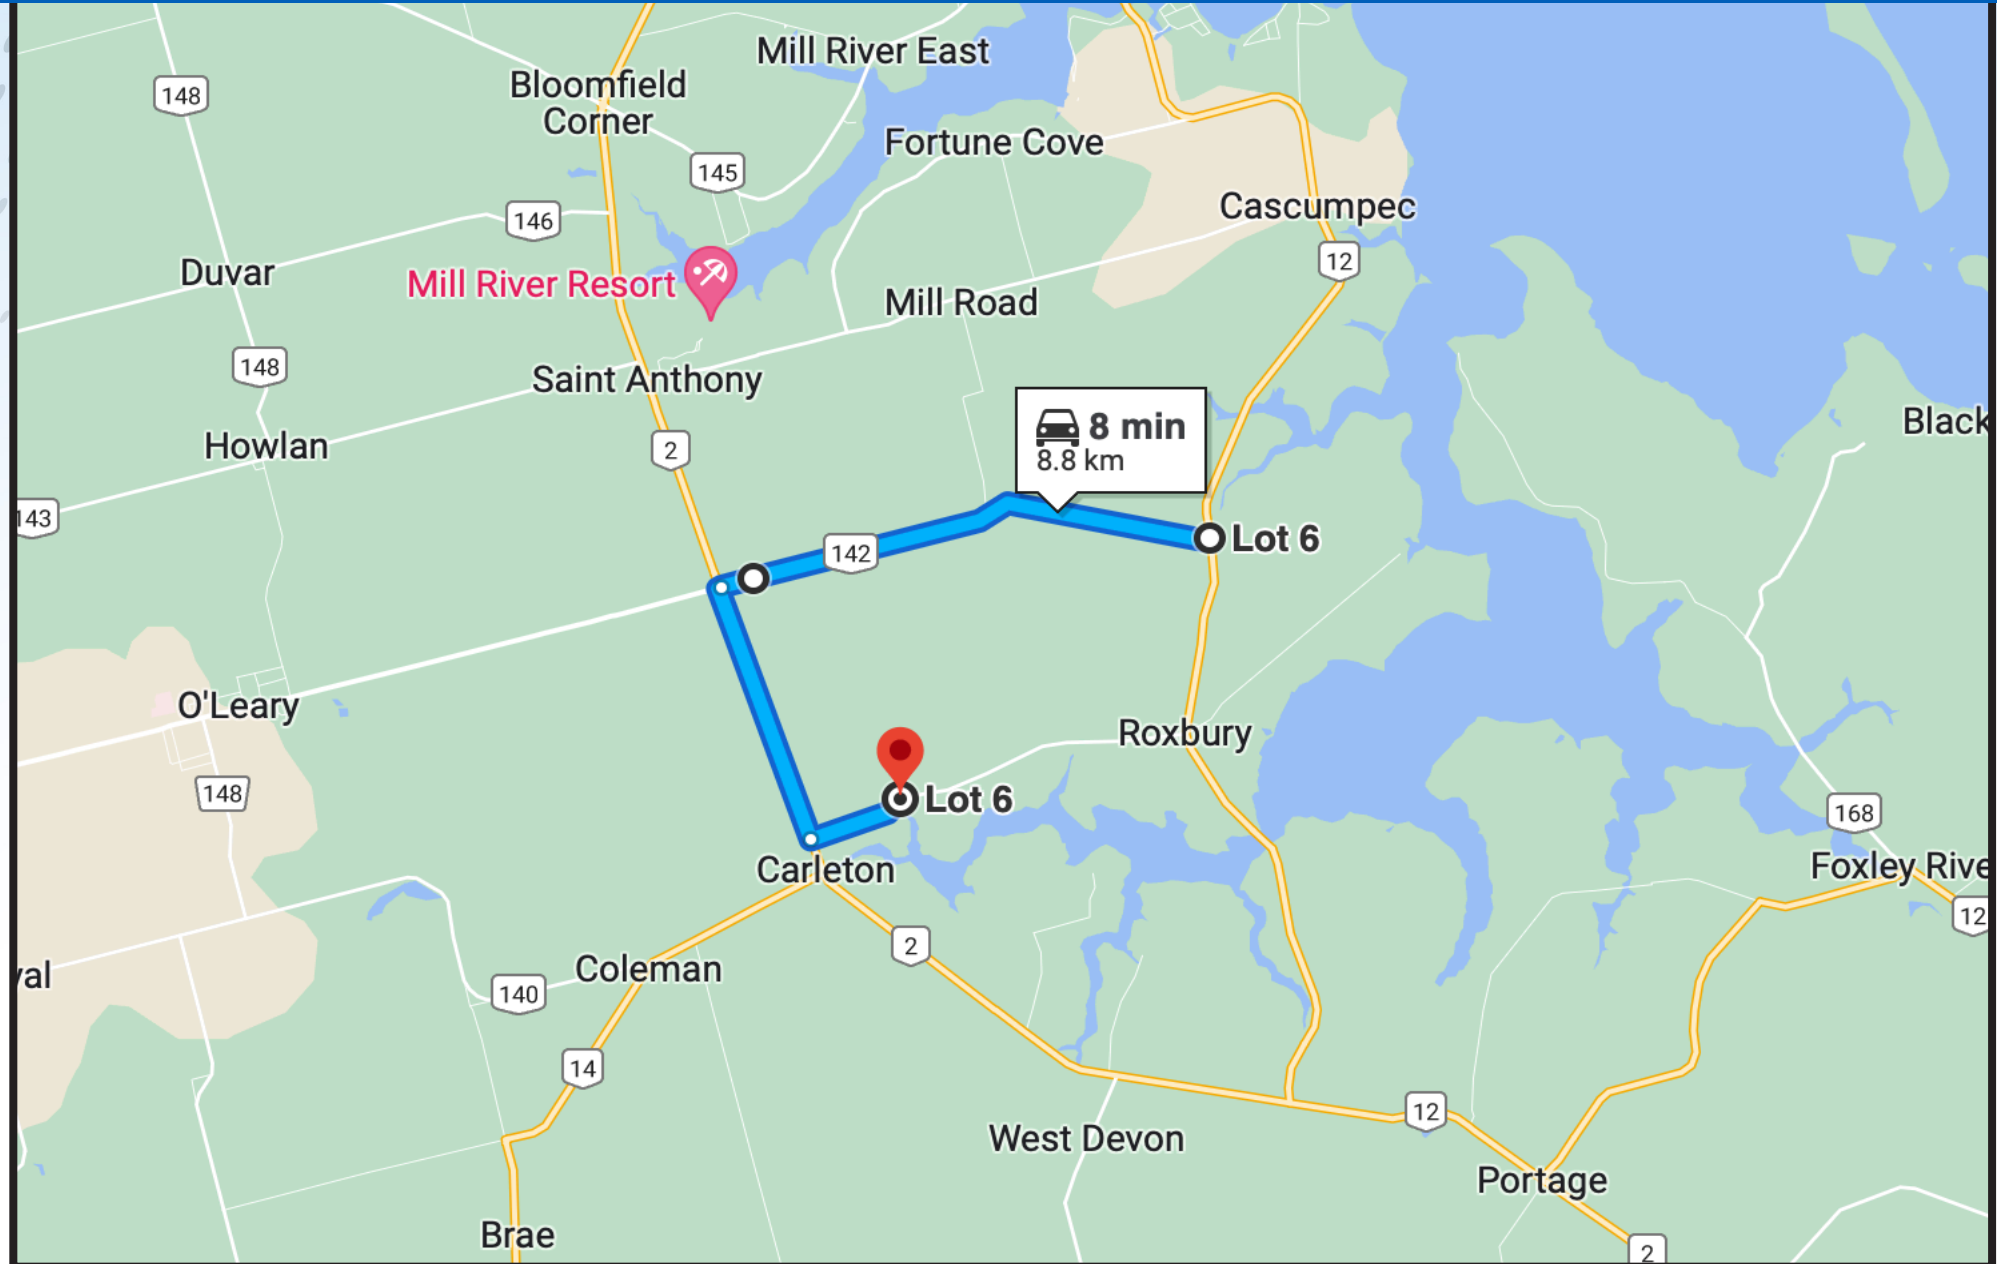 Mill River East
Bloomfield
Corner
148
Fortune Cove
145
Cascumpec
146
12
Duvar
Mill River Resort
Mill Road
148
Saint Anthony
8 min
8.8 km
Black
Howlan
2
143
142
Lot 6
O'Leary
Roxbury
148
Lot 6
168
Carleton
Foxley Rive
12
2
val
Coleman
140
14
12
West Devon
Portage
Brae
2